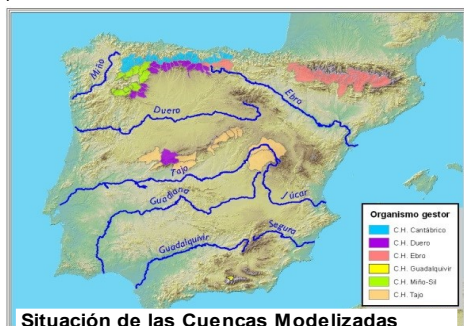 Miño
Ebro
Duero
Tajo
Guadiana
Júcar
Segura
Guadalquivir
Organismo gestor
C.H. Cantábrico
C.H. Duero
C.H. Ebro
C.H. Guadalquivir
C.H. Miño-Sil
C.H. Tajo
Situación de las Cuencas Modelizadas